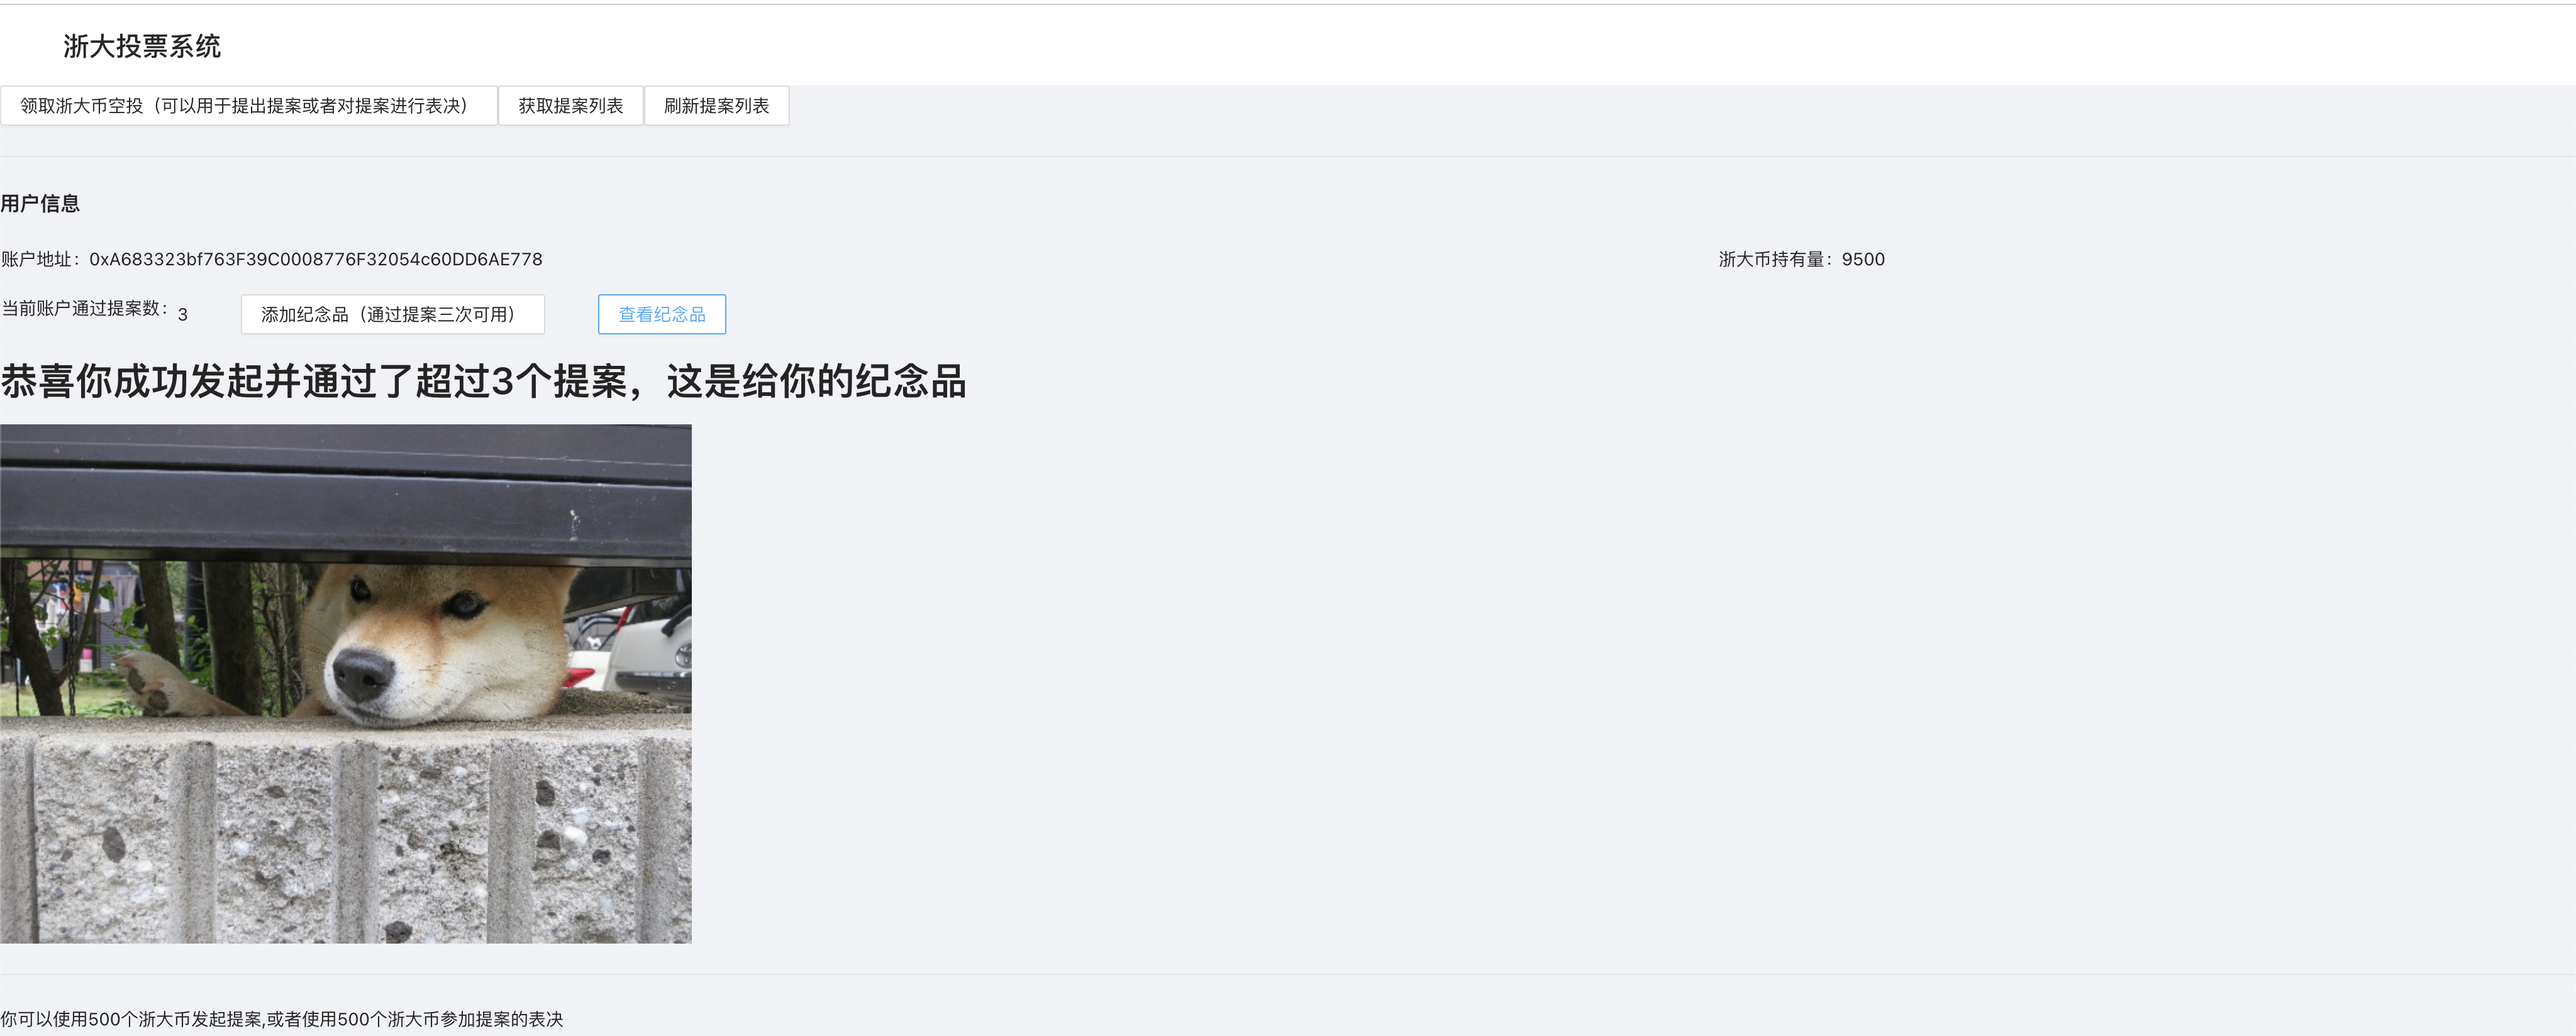 浙大投票系统
领取浙大币空投（可以用于提出提案或者对提案进行表决） 获取提案列表 刷新提案列表
用户信息
账户地址：0xA683323bf763F39C0008776F32054c60DD6AE778 浙大币持有量：9500
当前账户通过提案数：3 添加纪念品（通过提案三次可用） 查看纪念品
恭喜你成功发起并通过了超过3个提案，这是给你的纪念品
你可以使用500个浙大币发起提案,或者使用500个浙大币参加提案的表决